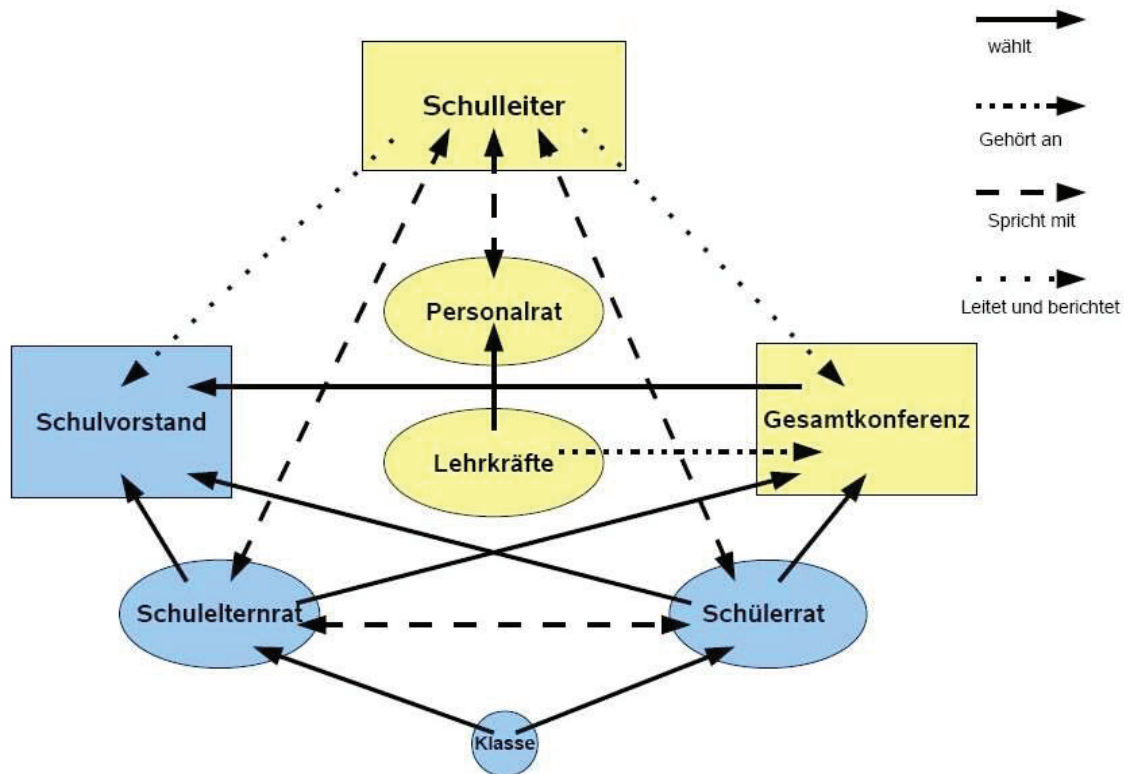 wählt
Schulleiter
Gehört an
Spricht mit
Personalrat
Leitet und berichtet
Schulvorstand
Gesamtkonferenz
Lehrkräfte
Schulelternrat
Schülerrat
Klasse